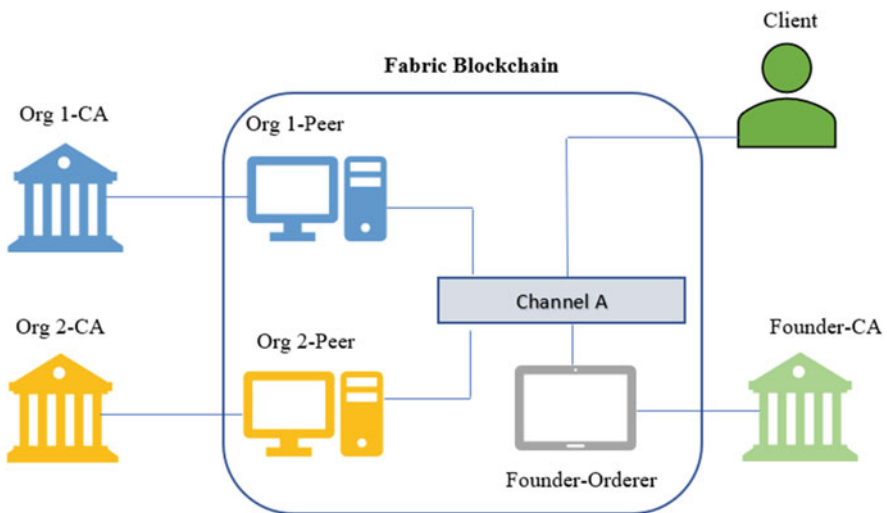 Client
Fabric Blockchain
Org 1-CA
Org 1-Peer
Channel A
Org 2-CA
Org 2-Peer
Founder-CA
Founder-Orderer